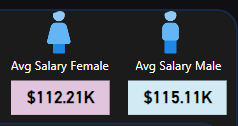 Avg Salary Female
Avg Salary Male
$112.21K
$115.11K